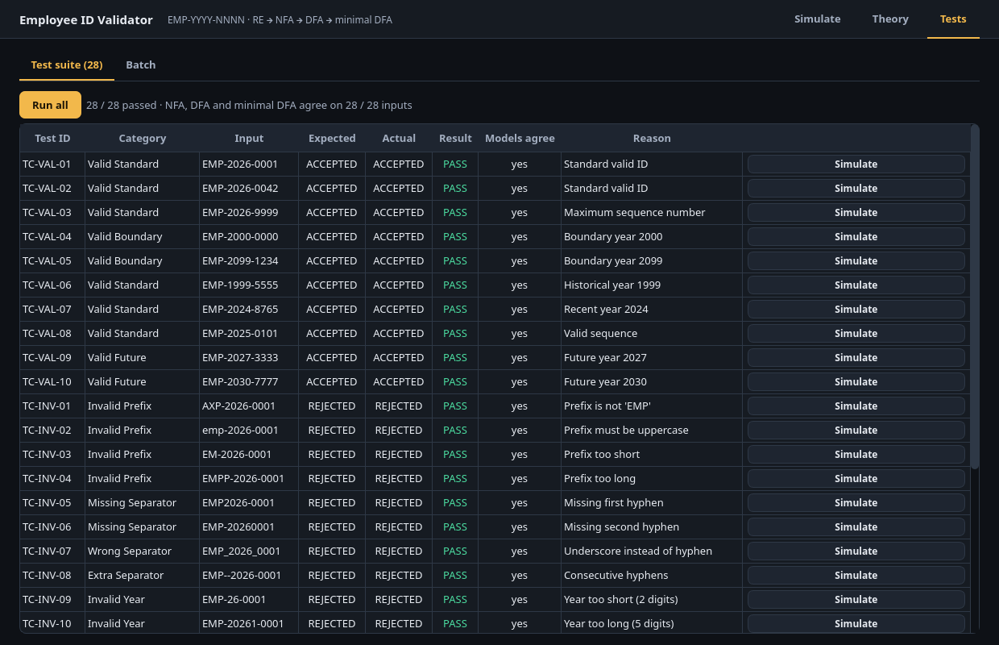 Employee ID Validator EMP-YYYY-NNNN · RE → NFA → DFA → minimal DFA Simulate Theory Tests
Test suite (28) Batch
Run all 28 / 28 passed · NFA, DFA and minimal DFA agree on 28 / 28 inputs
Test ID Category Input Expected Actual Result Models agree Reason
TC-VAL-01 Valid Standard EMP-2026-0001 ACCEPTED ACCEPTED PASS yes Standard valid ID Simulate
TC-VAL-02 Valid Standard EMP-2026-0042 ACCEPTED ACCEPTED PASS yes Standard valid ID Simulate
TC-VAL-03 Valid Standard EMP-2026-9999 ACCEPTED ACCEPTED PASS yes Maximum sequence number Simulate
TC-VAL-04 Valid Boundary EMP-2000-0000 ACCEPTED ACCEPTED PASS yes Boundary year 2000 Simulate
TC-VAL-05 Valid Boundary EMP-2099-1234 ACCEPTED ACCEPTED PASS yes Boundary year 2099 Simulate
TC-VAL-06 Valid Standard EMP-1999-5555 ACCEPTED ACCEPTED PASS yes Historical year 1999 Simulate
TC-VAL-07 Valid Standard EMP-2024-8765 ACCEPTED ACCEPTED PASS yes Recent year 2024 Simulate
TC-VAL-08 Valid Standard EMP-2025-0101 ACCEPTED ACCEPTED PASS yes Valid sequence Simulate
TC-VAL-09 Valid Future EMP-2027-3333 ACCEPTED ACCEPTED PASS yes Future year 2027 Simulate
TC-VAL-10 Valid Future EMP-2030-7777 ACCEPTED ACCEPTED PASS yes Future year 2030 Simulate
TC-INV-01 Invalid Prefix AXP-2026-0001 REJECTED REJECTED PASS yes Prefix is not 'EMP' Simulate
TC-INV-02 Invalid Prefix emp-2026-0001 REJECTED REJECTED PASS yes Prefix must be uppercase Simulate
TC-INV-03 Invalid Prefix EM-2026-0001 REJECTED REJECTED PASS yes Prefix too short Simulate
TC-INV-04 Invalid Prefix EMPP-2026-0001 REJECTED REJECTED PASS yes Prefix too long Simulate
TC-INV-05 Missing Separator EMP2026-0001 REJECTED REJECTED PASS yes Missing first hyphen Simulate
TC-INV-06 Missing Separator EMP-20260001 REJECTED REJECTED PASS yes Missing second hyphen Simulate
TC-INV-07 Wrong Separator EMP_2026_0001 REJECTED REJECTED PASS yes Underscore instead of hyphen Simulate
TC-INV-08 Extra Separator EMP--2026-0001 REJECTED REJECTED PASS yes Consecutive hyphens Simulate
TC-INV-09 Invalid Year EMP-26-0001 REJECTED REJECTED PASS yes Year too short (2 digits) Simulate
TC-INV-10 Invalid Year EMP-20261-0001 REJECTED REJECTED PASS yes Year too long (5 digits) Simulate